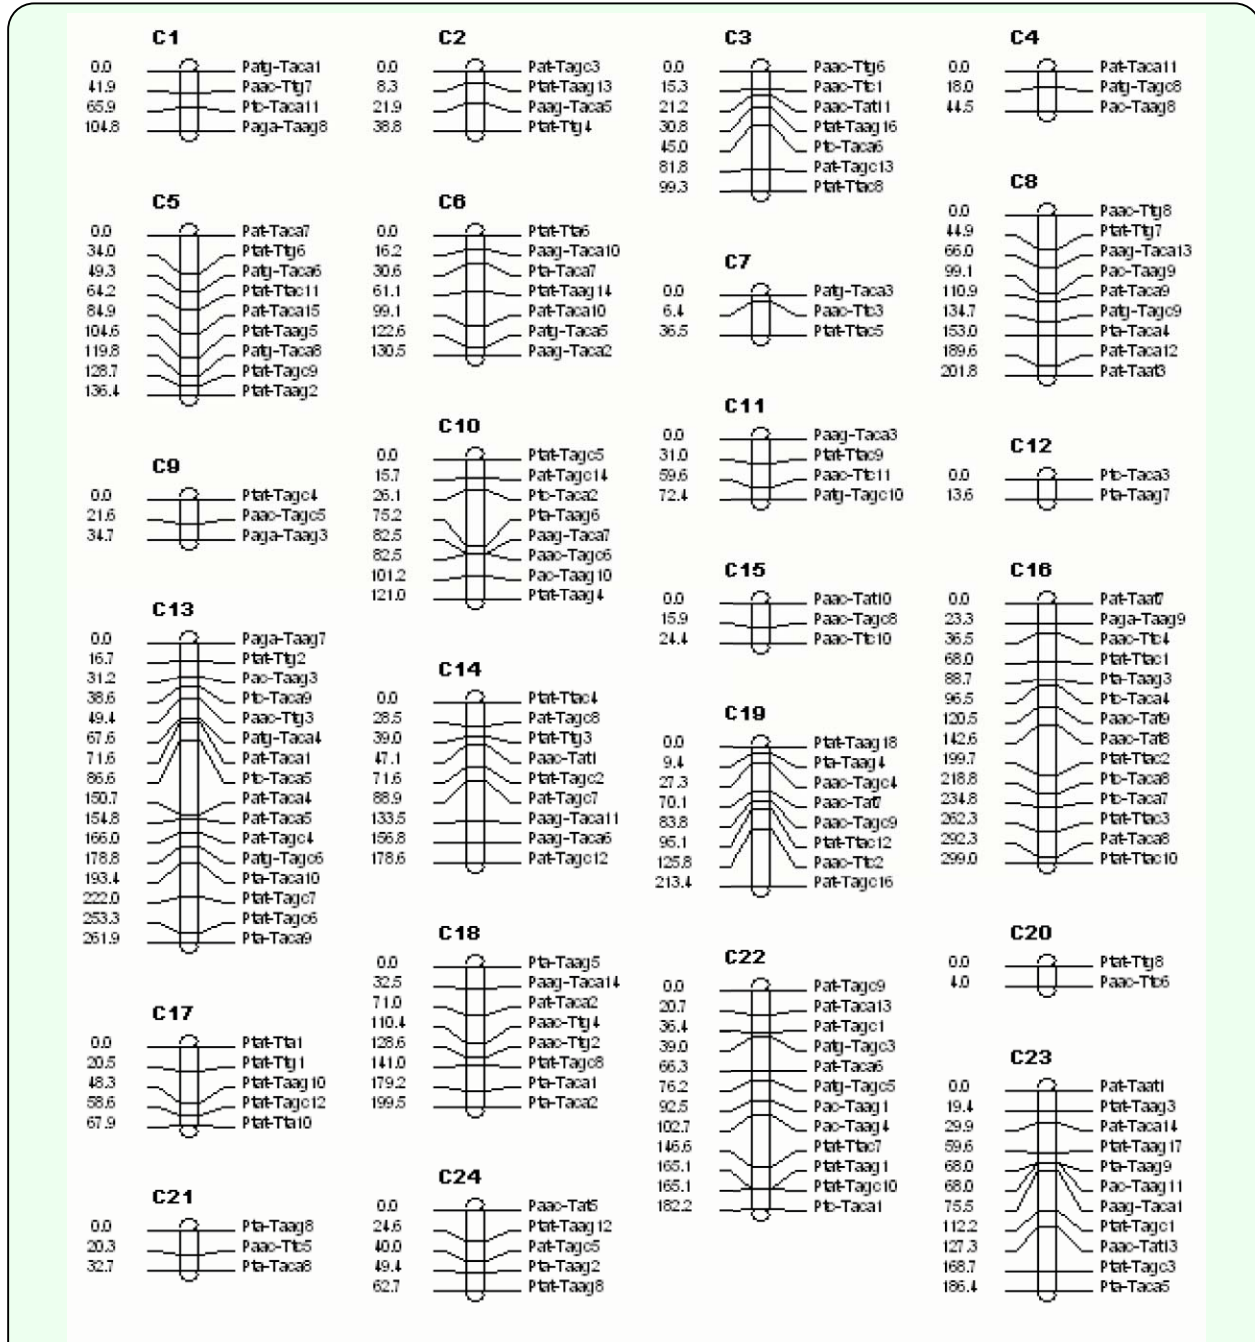 C1
0.0 Patg-Taca1
41.9 Paac-Ttg7
65.9 Ptc-Taca11
104.8 Paga-Taag8
C2
0.0 Pat-Tagc3
8.3 Ptat-Taag13
21.9 Paag-Taca5
38.8 Ptat-Ttg4
C3
0.0 Paac-Ttg6
15.3 Paac-Ttc1
21.2 Paac-Tat11
30.8 Ptat-Taag16
45.0 Ptc-Taca6
81.8 Pat-Tagc13
99.3 Ptat-Ttac8
C4
0.0 Pat-Taca11
18.0 Patg-Tagc8
44.5 Pac-Taag8
C5
0.0 Pat-Taca7
34.0 Ptat-Ttg6
49.3 Patg-Taca6
64.2 Ptat-Ttac11
84.9 Pat-Taca15
104.6 Ptat-Taag5
119.8 Patg-Taca8
128.7 Ptat-Tagc9
136.4 Ptat-Taag2
C6
0.0 Ptat-Tta6
16.2 Paag-Taca10
30.6 Pta-Taca7
61.1 Ptat-Taag14
99.1 Pat-Taca10
122.6 Patg-Taca5
130.5 Paag-Taca2
C7
0.0 Patg-Taca3
6.4 Paac-Ttc3
36.5 Ptat-Ttac5
C8
0.0 Paac-Ttg8
44.9 Ptat-Ttg7
66.0 Paag-Taca13
99.1 Pac-Taag9
110.9 Pat-Taca9
134.7 Patg-Tagc9
153.0 Pta-Taca4
189.6 Pat-Taca12
201.8 Pat-Taat3
C9
0.0 Ptat-Tagc4
21.6 Paac-Tagc5
34.7 Paga-Taag3
C10
0.0 Ptat-Tagc5
15.7 Pat-Tagc14
26.1 Ptc-Taca2
75.2 Pta-Taag6
82.5 Paag-Taca7
82.5 Paac-Tagc6
101.2 Pac-Taag10
121.0 Ptat-Taag4
C11
0.0 Paag-Taca3
31.0 Ptat-Ttac9
59.6 Paac-Ttc11
72.4 Patg-Tagc10
C12
0.0 Ptc-Taca3
13.6 Pta-Taag7
C13
0.0 Paga-Taag7
16.7 Ptat-Ttg2
31.2 Pac-Taag3
38.6 Ptc-Taca9
49.4 Paac-Ttg3
67.6 Patg-Taca4
71.6 Pat-Taca1
86.6 Ptc-Taca5
150.7 Pat-Taca4
154.8 Pat-Taca5
166.0 Pat-Tagc4
178.8 Patg-Tagc6
193.4 Pta-Taca10
222.0 Ptat-Tagc7
253.3 Ptat-Tagc6
261.9 Pta-Taca9
C14
0.0 Ptat-Ttac4
28.5 Pat-Tagc8
39.0 Ptat-Ttg3
47.1 Paac-Tat1
71.6 Ptat-Tagc2
88.9 Pat-Tagc7
133.5 Paag-Taca11
156.8 Paag-Taca6
178.6 Pat-Tagc12
C15
0.0 Paac-Tat10
15.9 Paac-Tagc8
24.4 Paac-Ttc10
C16
0.0 Pat-Taat7
23.3 Paga-Taag9
36.5 Paac-Ttc4
68.0 Ptat-Ttac1
88.7 Pta-Taag3
96.5 Ptc-Taca4
120.5 Paac-Tat9
142.6 Paac-Tat8
199.7 Ptat-Ttac2
218.8 Ptc-Taca8
234.8 Ptc-Taca7
262.3 Ptat-Ttac3
292.3 Pat-Taca8
299.0 Ptat-Ttac10
C17
0.0 Ptat-Tta1
20.5 Ptat-Ttg1
48.3 Ptat-Taag10
58.6 Ptat-Tagc12
67.9 Ptat-Tta10
C18
0.0 Pta-Taag5
32.5 Paag-Taca14
71.0 Pat-Taca2
110.4 Paac-Ttg4
128.6 Paac-Ttg2
141.0 Ptat-Tagc8
179.2 Pta-Taca1
199.5 Pta-Taca2
C19
0.0 Ptat-Taag18
9.4 Pta-Taag4
27.3 Paac-Tagc4
70.1 Paac-Tat7
83.8 Paac-Tagc9
95.1 Ptat-Ttac12
125.8 Paac-Ttc2
213.4 Pat-Tagc16
C20
0.0 Ptat-Ttg8
4.0 Paac-Ttc6
C21
0.0 Pta-Taag8
20.3 Paac-Ttc5
32.7 Pta-Taca8
C22
0.0 Pat-Tagc9
20.7 Pat-Taca13
36.4 Pat-Tagc1
39.0 Patg-Tagc3
66.3 Pat-Taca6
76.2 Patg-Tagc5
92.5 Pac-Taag1
102.7 Pac-Taag4
146.6 Ptat-Ttac7
165.1 Ptat-Taag1
165.1 Ptat-Tagc10
182.2 Ptc-Taca1
C23
0.0 Pat-Taat1
19.4 Ptat-Taag3
29.9 Pat-Taca14
59.6 Ptat-Taag17
68.0 Pta-Taag9
68.0 Pac-Taag11
75.5 Paag-Taca1
112.2 Ptat-Tagc1
127.3 Paac-Tat13
168.7 Ptat-Tagc3
186.4 Pta-Taca5
C24
0.0 Paac-Tat5
24.6 Ptat-Taag12
40.0 Pat-Tagc5
49.4 Pta-Taag2
62.7 Ptat-Taag8